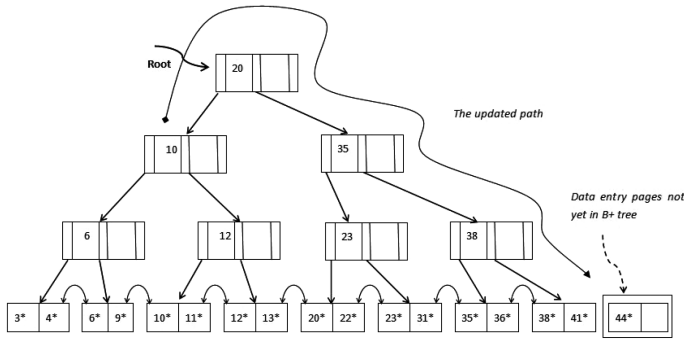 Root
20
The updated path
10
35
Data entry pages not
yet in B+ tree
6
12
23
38
3* 4* 6* 9* 10* 11* 12* 13* 20* 22* 23* 31* 35* 36* 38* 41* 44*